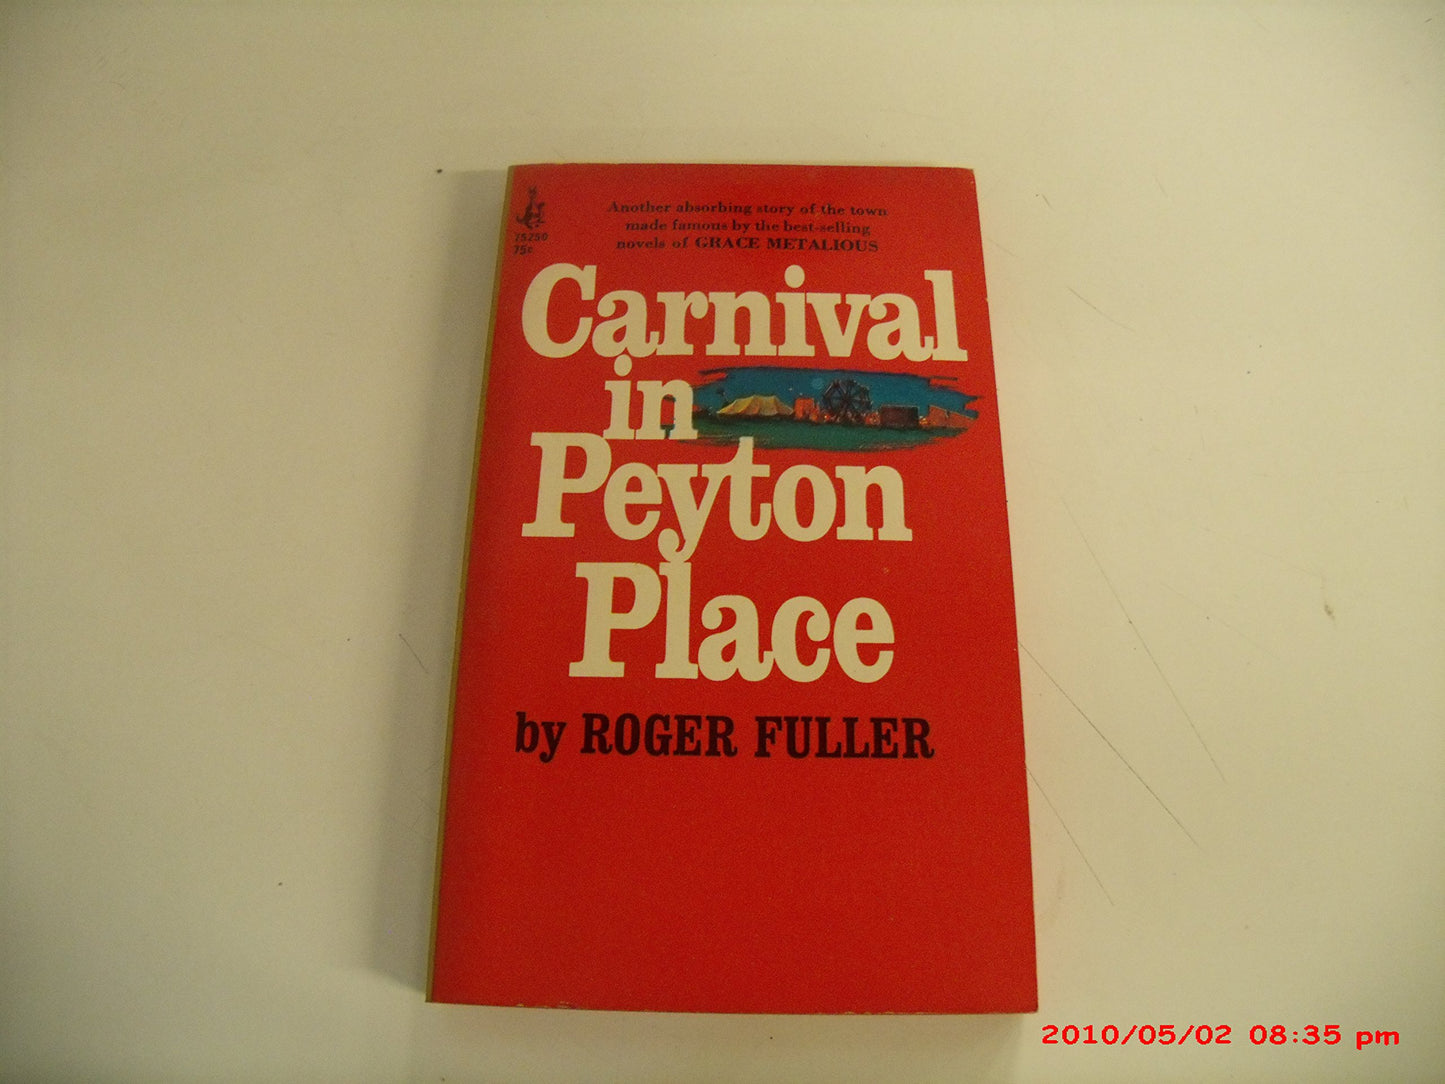 75250
75¢
Another absorbing story of the town
made famous by the best-selling
novels of GRACE METALIOUS
Carnival
in
Peyton
Place
by ROGER FULLER
2010/05/02 08:35 pm